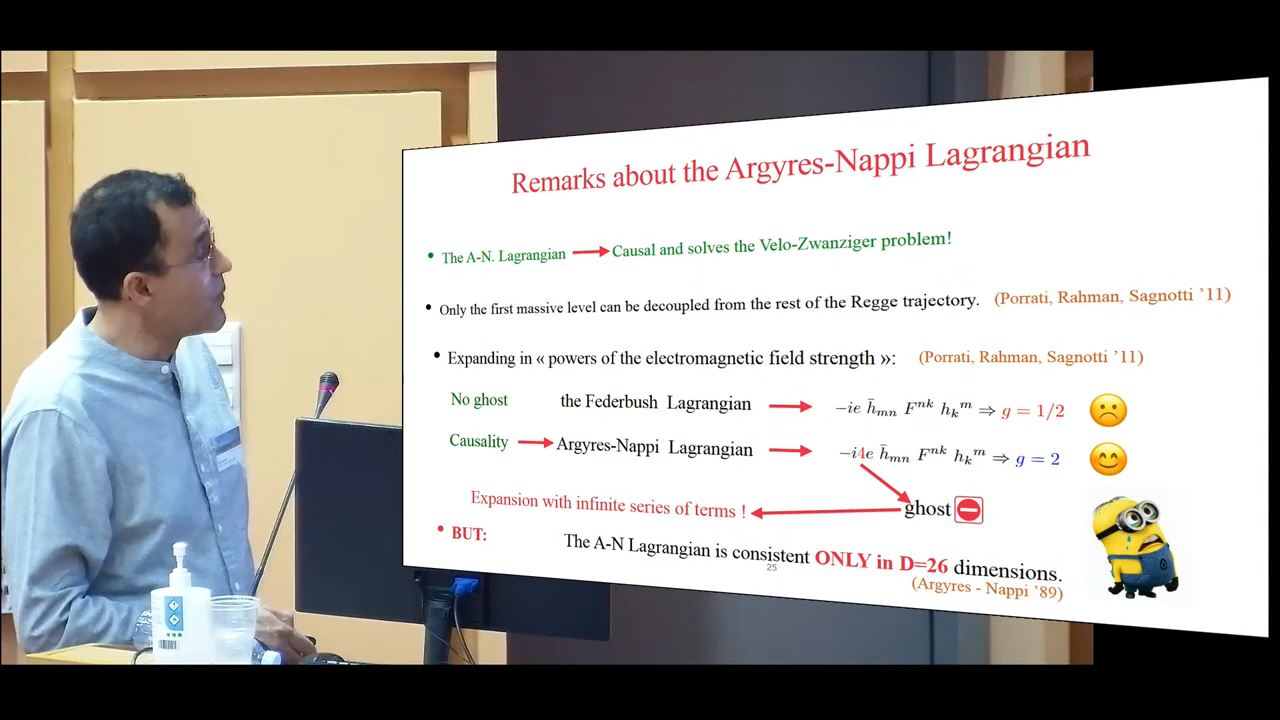 Remarks about the Argyres-Nappi Lagrangian
• The A-N. Lagrangian → Causal and solves the Velo-Zwanziger problem!
• Only the first massive level can be decoupled from the rest of the Regge trajectory. (Porrati, Rahman, Sagnotti ’11)
• Expanding in « powers of the electromagnetic field strength »: (Porrati, Rahman, Sagnotti ’11)
No ghost the Federbush Lagrangian → −ie h̄ₘₙ Fⁿᵏ hₖᵐ ⇒ g = 1/2
Causality → Argyres-Nappi Lagrangian → −i4e h̄ₘₙ Fⁿᵏ hₖᵐ ⇒ g = 2
Expansion with infinite series of terms ! ← ghost
• BUT: The A-N Lagrangian is consistent ONLY in D=26 dimensions.
25
(Argyres - Nappi ’89)